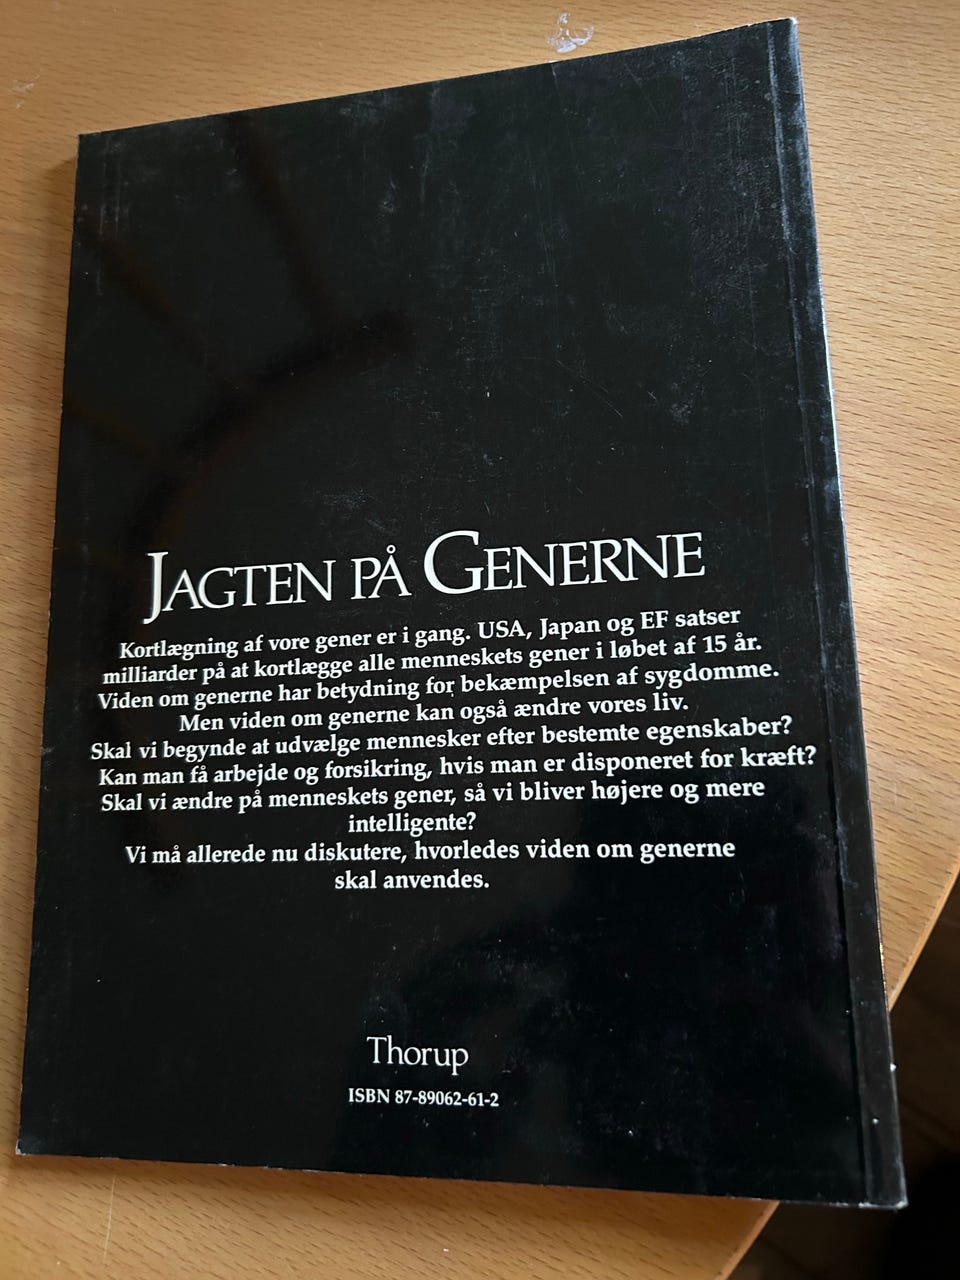 JAGTEN PÅ GENERNE
Kortlægning af vore gener er i gang. USA, Japan og EF satser
milliarder på at kortlægge alle menneskets gener i løbet af 15 år.
Viden om generne har betydning for bekæmpelsen af sygdomme.
Men viden om generne kan også ændre vores liv.
Skal vi begynde at udvælge mennesker efter bestemte egenskaber?
Kan man få arbejde og forsikring, hvis man er disponeret for kræft?
Skal vi ændre på menneskets gener, så vi bliver højere og mere
intelligente?
Vi må allerede nu diskutere, hvorledes viden om generne
skal anvendes.
Thorup
ISBN 87-89062-61-2